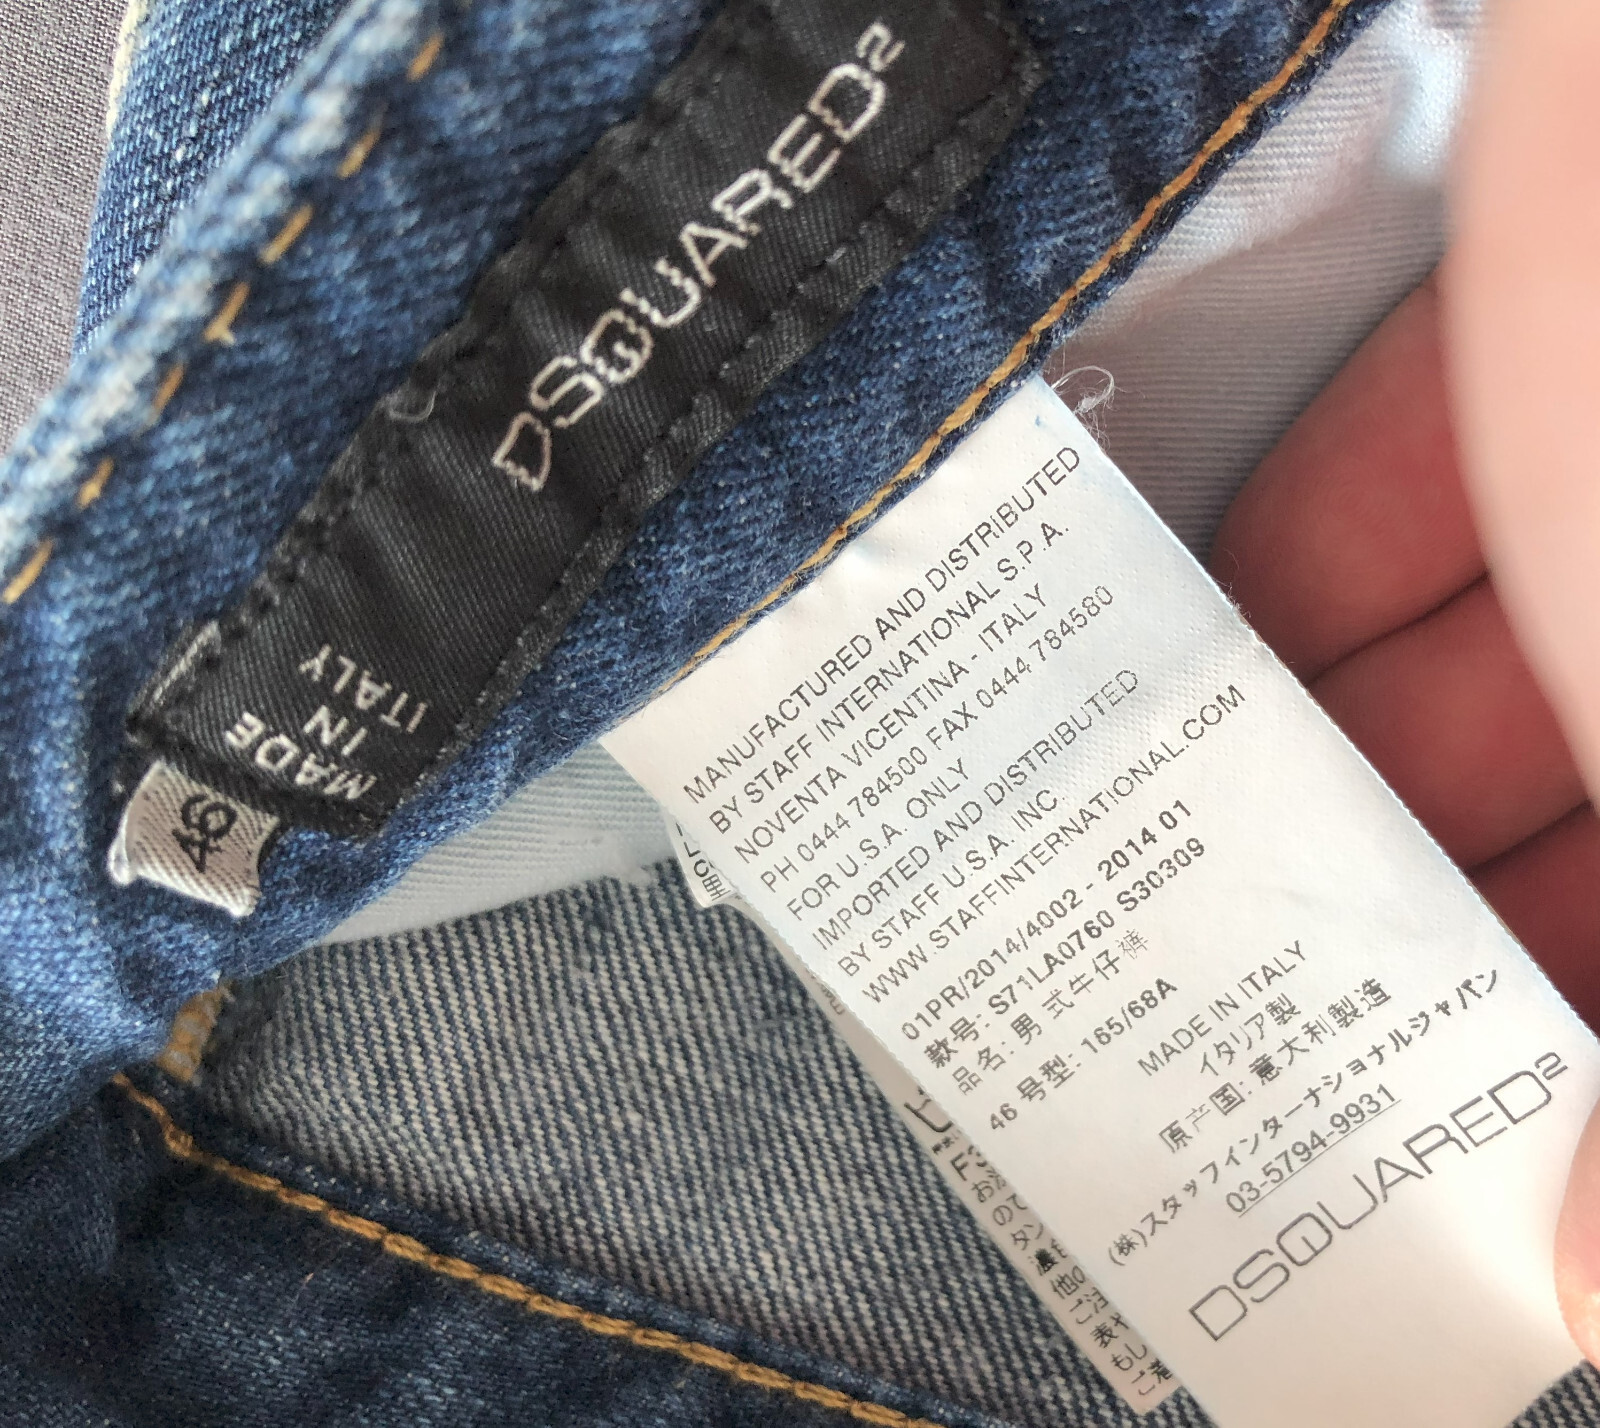 DSQUARED2
MADE
IN
ITALY
46
MANUFACTURED AND DISTRIBUTED
BY STAFF INTERNATIONAL S.P.A.
NOVENTA VICENTINA - ITALY
PH 0444 784500 FAX 0444 784580
FOR U.S.A. ONLY
IMPORTED AND DISTRIBUTED
BY STAFF U.S.A. INC.
WWW.STAFFINTERNATIONAL.COM
01PR/2014/4002 - 2014 01
款号: S71LA0760 S30309
品名: 男 式牛仔裤
46 号型: 165/68A
MADE IN ITALY
イタリア製
原产国: 意大利製造
(株)スタッフインターナショナルジャパン
03-5794-9931
DSQUARED2